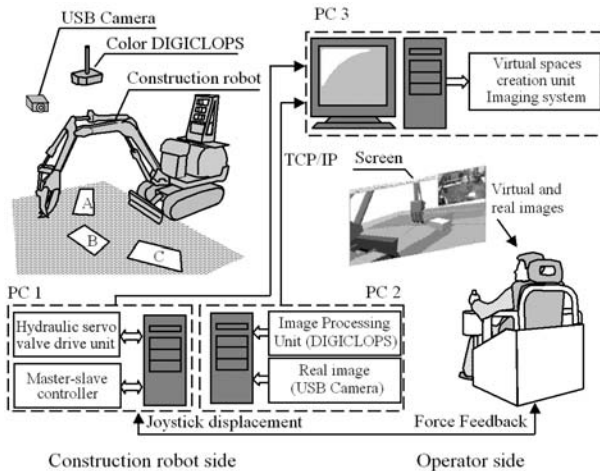 USB Camera
Color DIGICLOPS
Construction robot
PC 3
Virtual spaces
creation unit
Imaging system
TCP/IP
Screen
Virtual and
real images
A
B
C
PC 1
Hydraulic servo
valve drive unit
Master-slave
controller
PC 2
Image Processing
Unit (DIGICLOPS)
Real image
(USB Camera)
Joystick displacement
Force Feedback
Construction robot side
Operator side